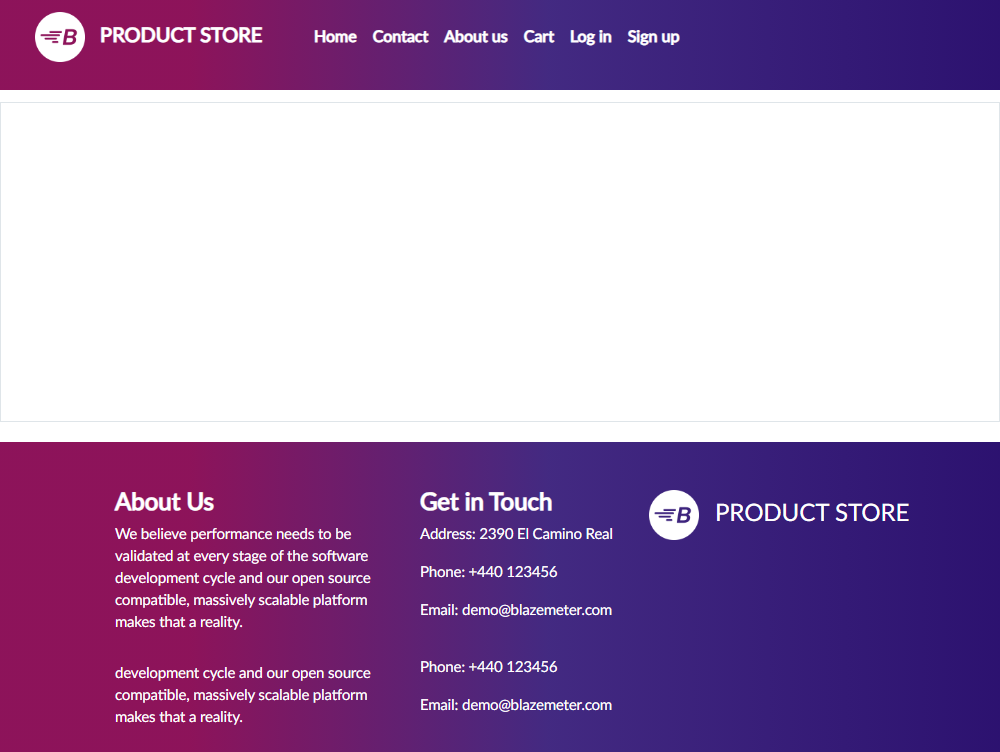 B PRODUCT STORE Home Contact About us Cart Log in Sign up
About Us
We believe performance needs to be
validated at every stage of the software
development cycle and our open source
compatible, massively scalable platform
makes that a reality.
development cycle and our open source
compatible, massively scalable platform
makes that a reality.
Get in Touch
Address: 2390 El Camino Real
Phone: +440 123456
Email: demo@blazemeter.com
Phone: +440 123456
Email: demo@blazemeter.com
B PRODUCT STORE